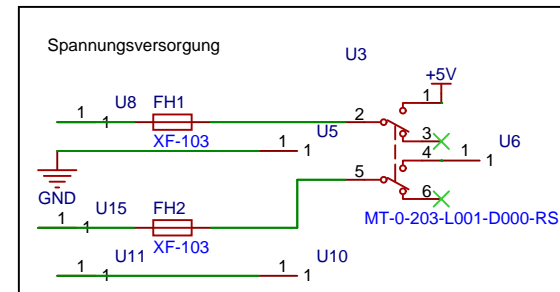 Spannungsversorgung
U3
+5V
1
1 1 U8 FH1 2
XF-103
3
1 1 U5
4 1 1 U6
GND
5
6
1 1 U15 FH2
XF-103
MT-0-203-L001-D000-RS
1 1 U11 1 1 U10